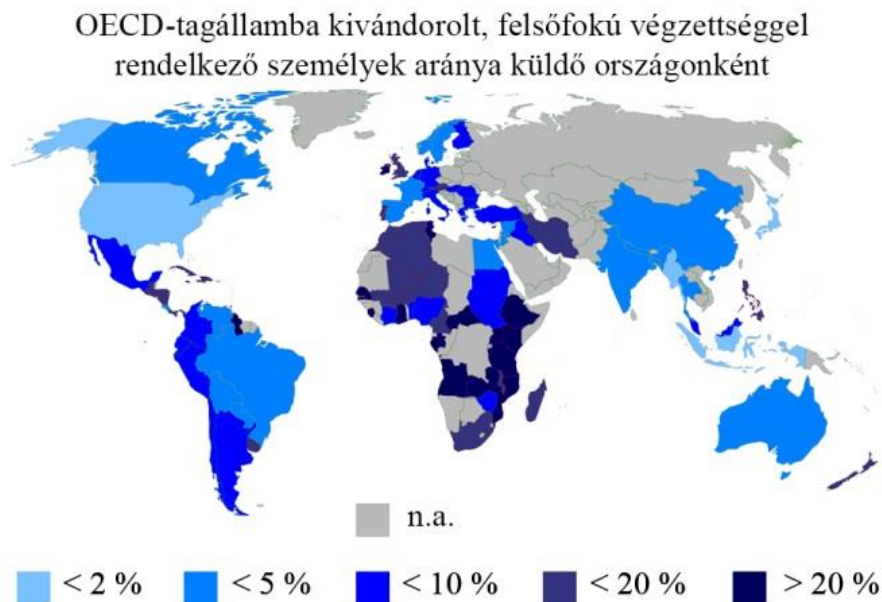 OECD-tagállamba kivándorolt, felsőfokú végzettséggel
rendelkező személyek aránya küldő országonként
n.a.
< 2 % < 5 % < 10 % < 20 % > 20 %